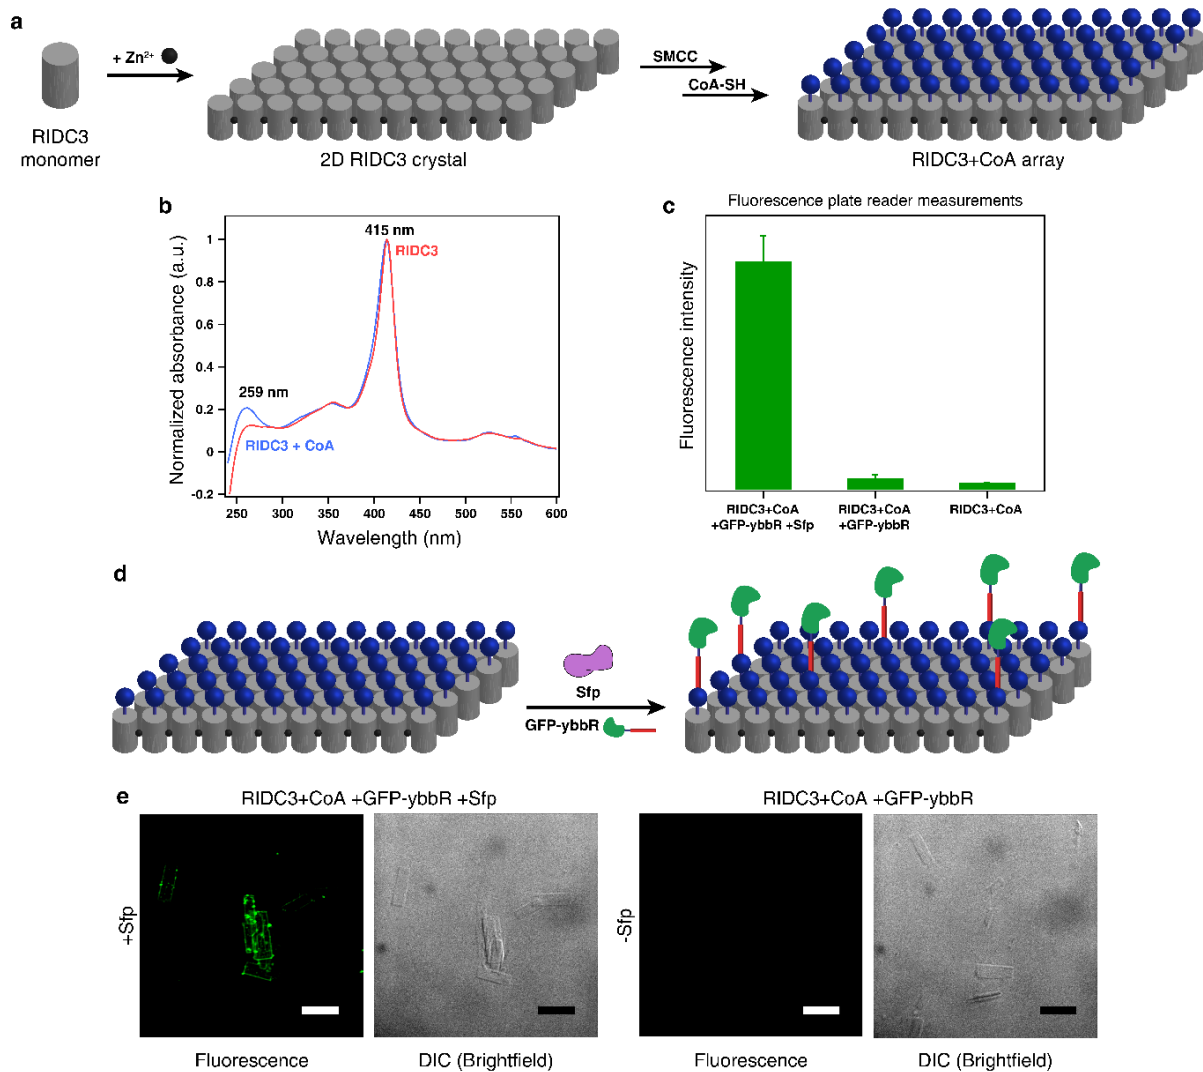 a
+ Zn²⁺
SMCC
CoA-SH
RIDC3
monomer
2D RIDC3 crystal
RIDC3+CoA array
b
415 nm
RIDC3
259 nm
RIDC3 + CoA
Normalized absorbance (a.u.)
1
0.8
0.6
0.4
0.2
0
-0.2
250
300
350
400
450
500
550
600
Wavelength (nm)
c
Fluorescence plate reader measurements
Fluorescence intensity
RIDC3+CoA
+GFP-ybbR +Sfp
RIDC3+CoA
+GFP-ybbR
RIDC3+CoA
d
Sfp
GFP-ybbR
e
RIDC3+CoA +GFP-ybbR +Sfp
RIDC3+CoA +GFP-ybbR
+Sfp
-Sfp
Fluorescence
DIC (Brightfield)
Fluorescence
DIC (Brightfield)